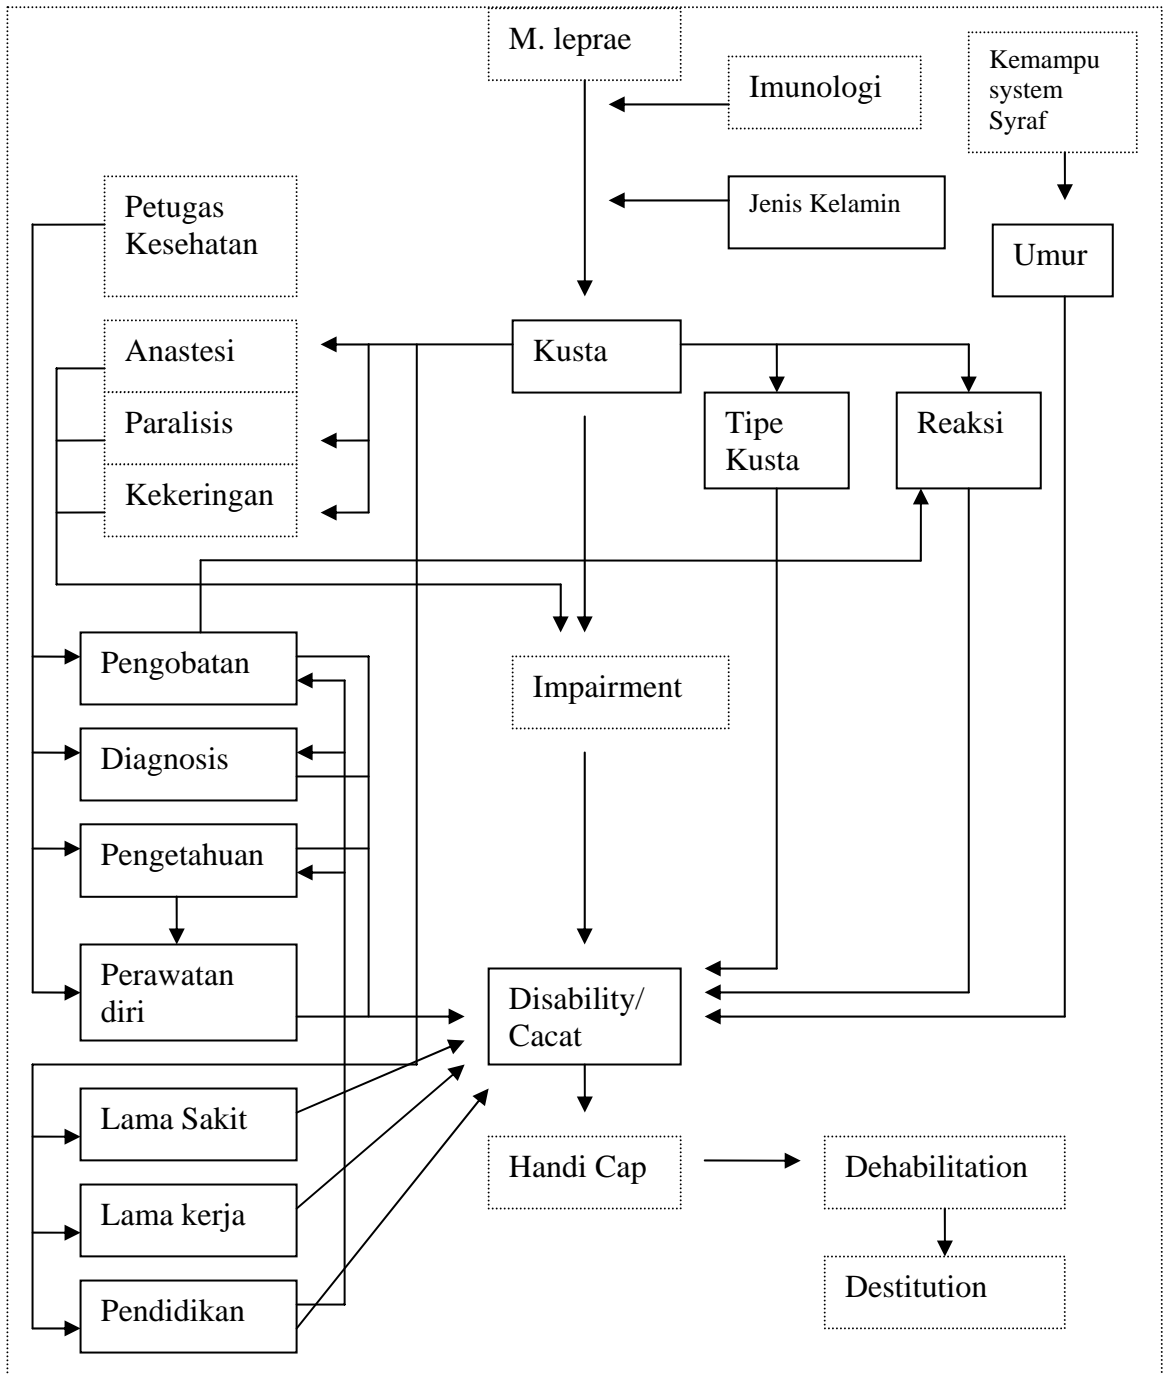 M. leprae
Kemampu
system
Syraf
Imunologi
Petugas
Kesehatan
Jenis Kelamin
Umur
Anastesi
Kusta
Paralisis
Tipe
Kusta
Reaksi
Kekeringan
Pengobatan
Impairment
Diagnosis
Pengetahuan
Perawatan
diri
Disability/
Cacat
Lama Sakit
Handi Cap
Dehabilitation
Lama kerja
Destitution
Pendidikan